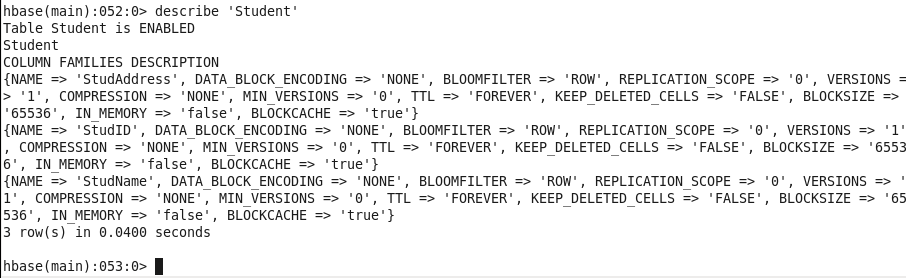 hbase(main):052:0> describe 'Student'
Table Student is ENABLED
Student
COLUMN FAMILIES DESCRIPTION
{NAME => 'StudAddress', DATA_BLOCK_ENCODING => 'NONE', BLOOMFILTER => 'ROW', REPLICATION_SCOPE => '0', VERSIONS =
> '1', COMPRESSION => 'NONE', MIN_VERSIONS => '0', TTL => 'FOREVER', KEEP_DELETED_CELLS => 'FALSE', BLOCKSIZE =>
'65536', IN_MEMORY => 'false', BLOCKCACHE => 'true'}
{NAME => 'StudID', DATA_BLOCK_ENCODING => 'NONE', BLOOMFILTER => 'ROW', REPLICATION_SCOPE => '0', VERSIONS => '1'
, COMPRESSION => 'NONE', MIN_VERSIONS => '0', TTL => 'FOREVER', KEEP_DELETED_CELLS => 'FALSE', BLOCKSIZE => '6553
6', IN_MEMORY => 'false', BLOCKCACHE => 'true'}
{NAME => 'StudName', DATA_BLOCK_ENCODING => 'NONE', BLOOMFILTER => 'ROW', REPLICATION_SCOPE => '0', VERSIONS => '
1', COMPRESSION => 'NONE', MIN_VERSIONS => '0', TTL => 'FOREVER', KEEP_DELETED_CELLS => 'FALSE', BLOCKSIZE => '65
536', IN_MEMORY => 'false', BLOCKCACHE => 'true'}
3 row(s) in 0.0400 seconds
hbase(main):053:0>